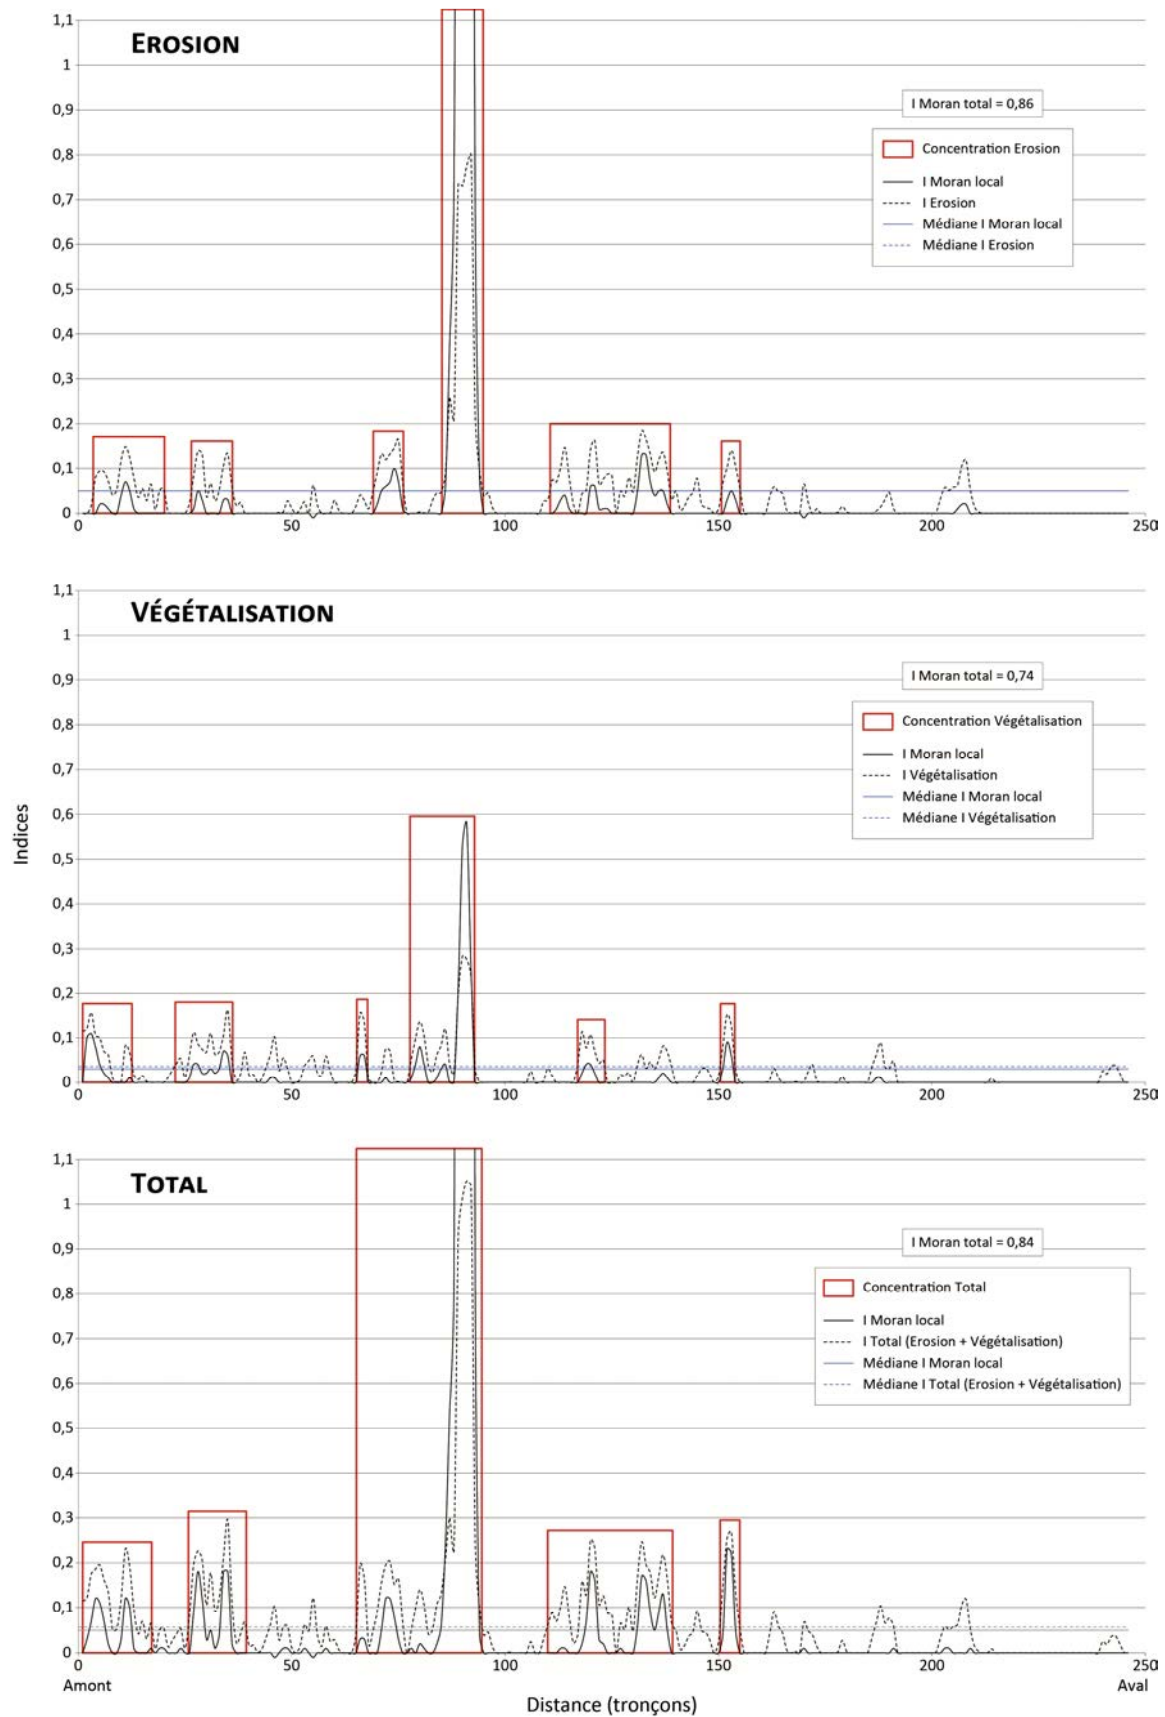 EROSION
1,1
1
0,9
0,8
0,7
0,6
0,5
0,4
0,3
0,2
0,1
0
0 50 100 150 200 250
I Moran total = 0,86
Concentration Erosion
I Moran local
I Erosion
Médiane I Moran local
Médiane I Erosion
VÉGÉTALISATION
1,1
1
0,9
0,8
0,7
0,6
0,5
0,4
0,3
0,2
0,1
0
0 50 100 150 200 250
I Moran total = 0,74
Concentration Végétalisation
I Moran local
I Végétalisation
Médiane I Moran local
Médiane I Végétalisation
Indices
TOTAL
1,1
1
0,9
0,8
0,7
0,6
0,5
0,4
0,3
0,2
0,1
0
0 50 100 150 200 250
I Moran total = 0,84
Concentration Total
I Moran local
I Total (Erosion + Végétalisation)
Médiane I Moran local
Médiane I Total (Erosion + Végétalisation)
Amont Aval
Distance (tronçons)